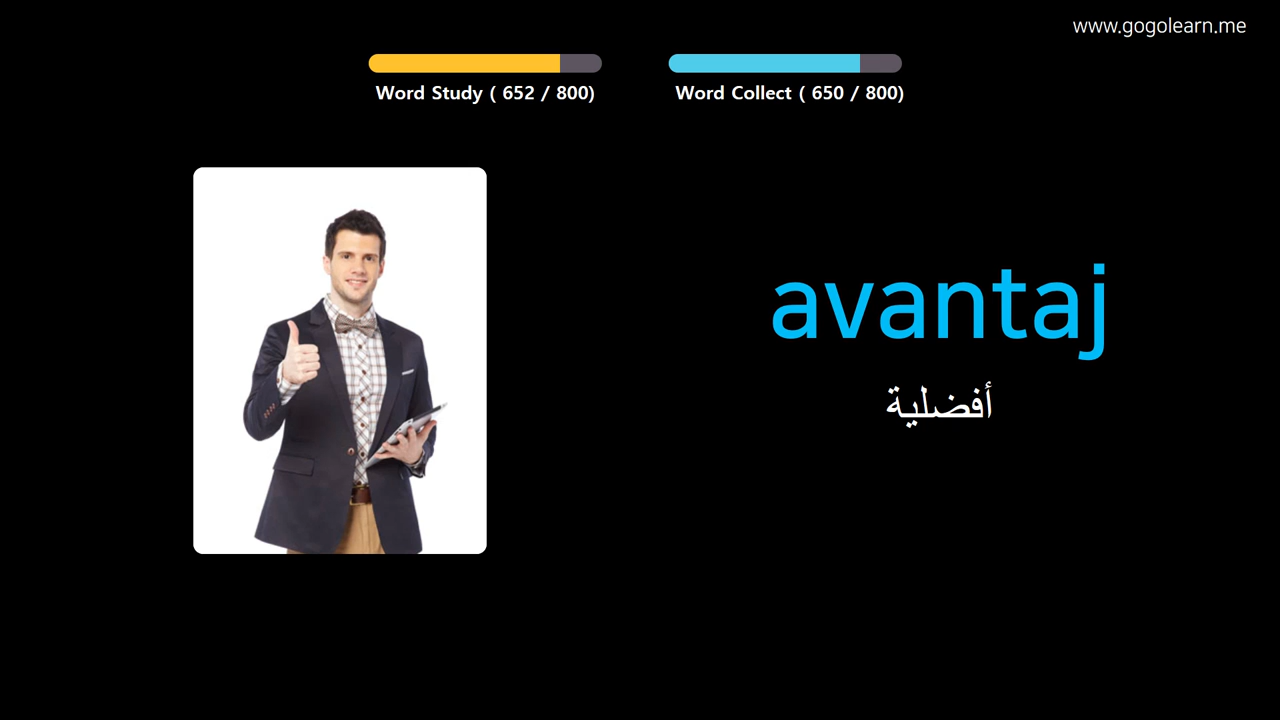 www.gogolearn.me
Word Study ( 652 / 800)
Word Collect ( 650 / 800)
avantaj
أفضلية